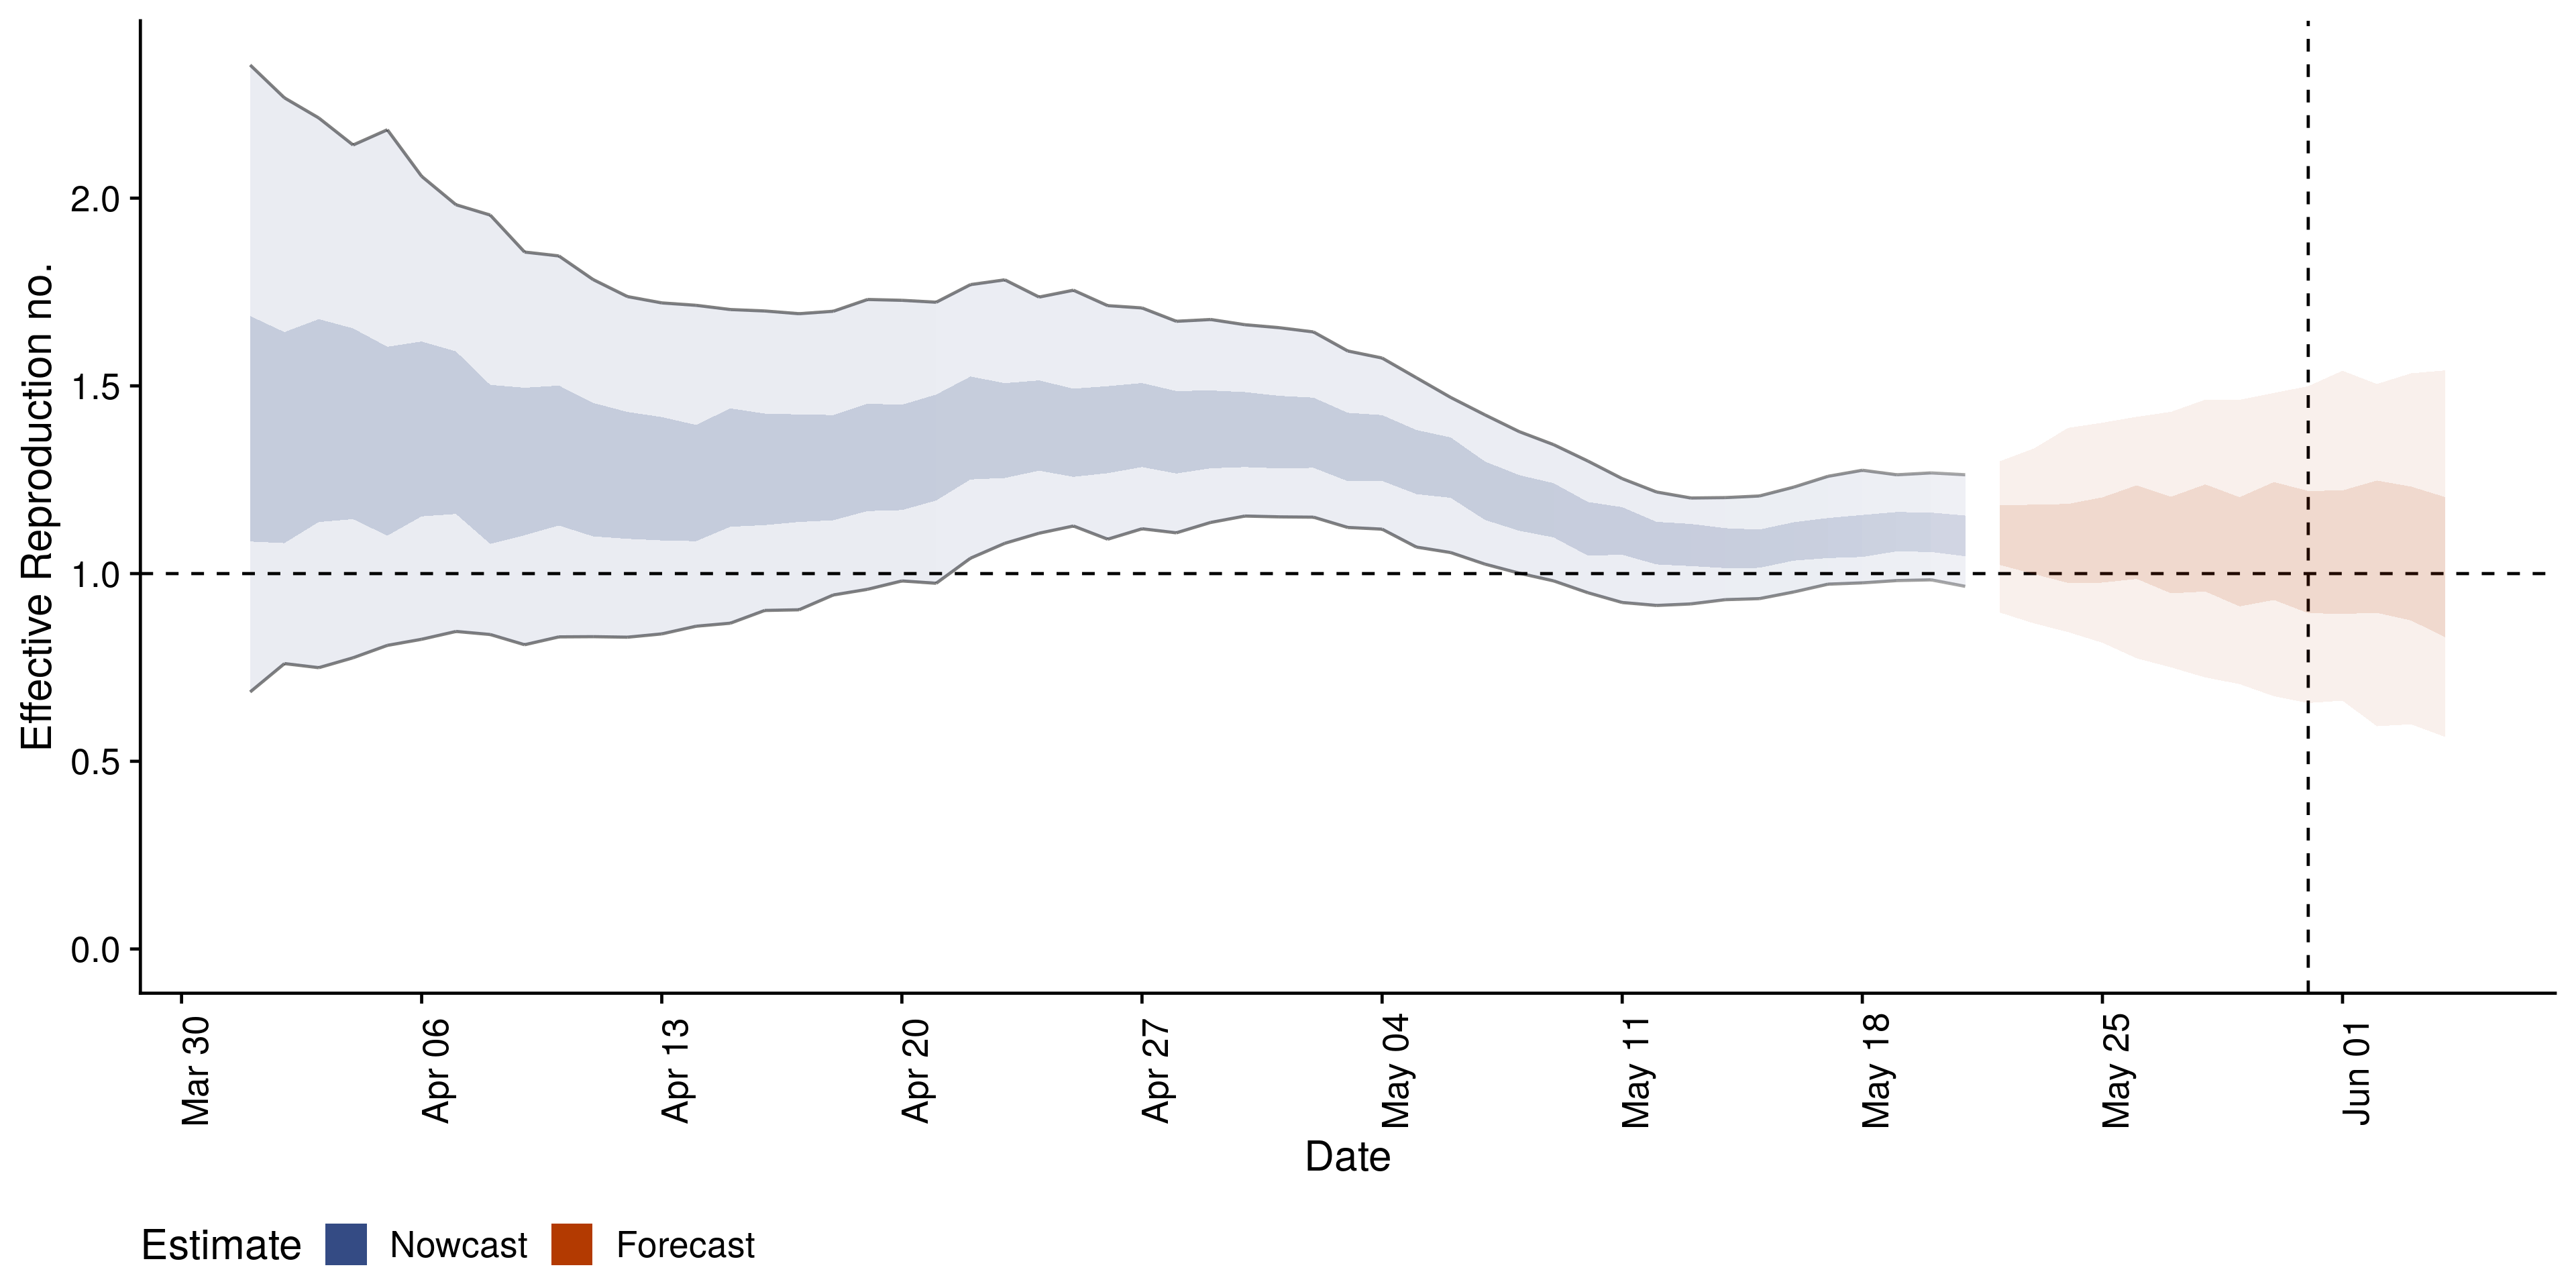 Effective Reproduction no.
2.0
1.5
1.0
0.5
0.0
Mar 30
Apr 06
Apr 13
Apr 20
Apr 27
May 04
May 11
May 18
May 25
Jun 01
Date
Estimate Nowcast Forecast